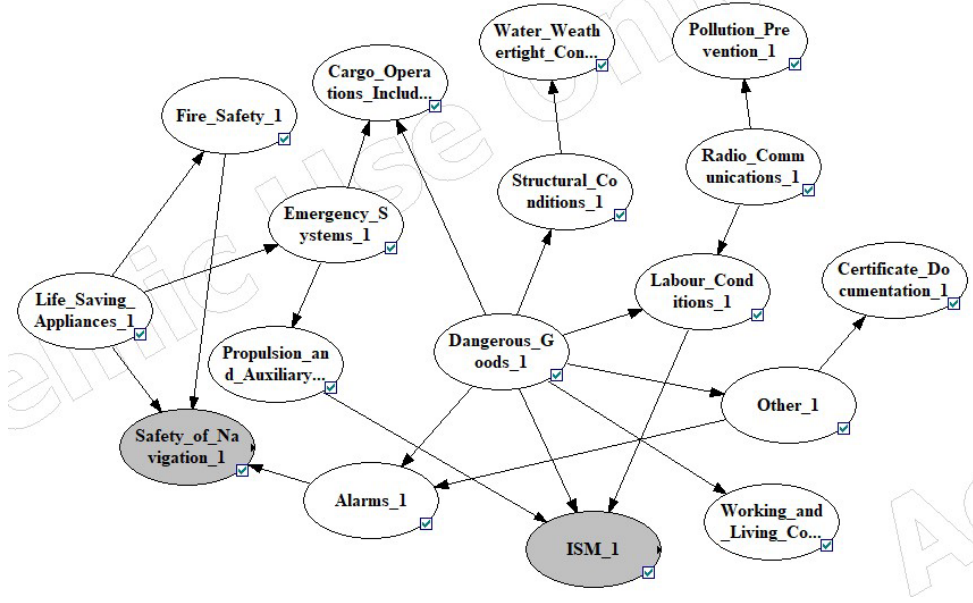 Water_Weath
ertight_Con...
Pollution_Pre
vention_1
Cargo_Opera
tions_Includ...
Fire_Safety_1
Radio_Comm
unications_1
Structural_Co
nditions_1
Emergency_S
ystems_1
Certificate_Do
cumentation_1
Labour_Cond
itions_1
Life_Saving_
Appliances_1
Dangerous_G
oods_1
Propulsion_an
d_Auxiliary...
Other_1
Safety_of_Na
vigation_1
Alarms_1
Working_and
_Living_Co...
ISM_1